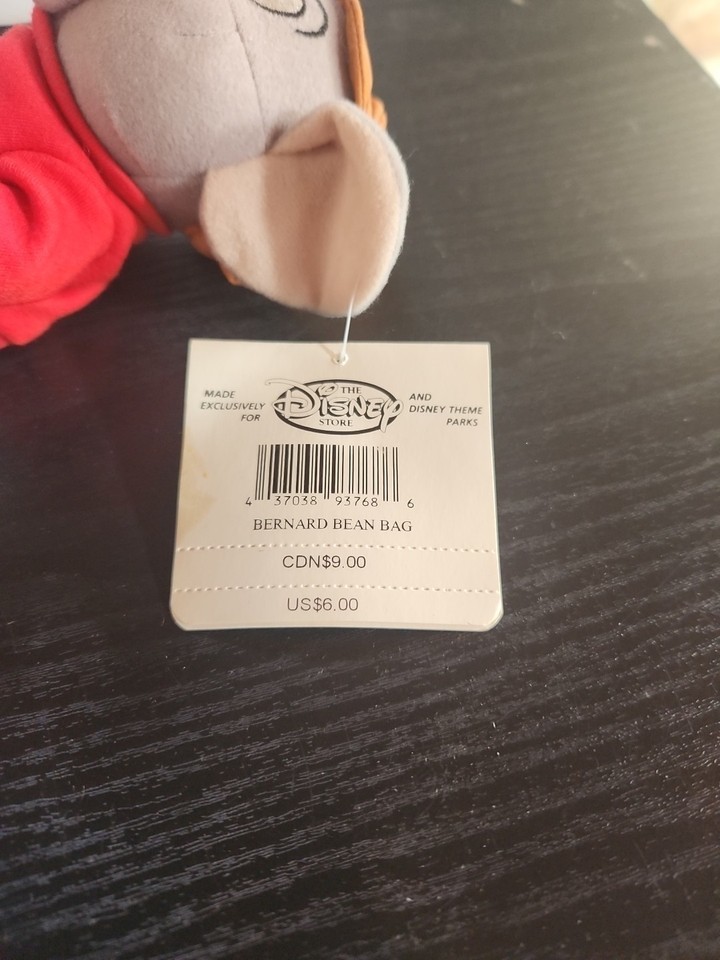 MADE
EXCLUSIVELY
FOR
THE
DISNEY
STORE
AND
DISNEY THEME
PARKS
4 37038 93768 6
BERNARD BEAN BAG
CDN$9.00
US$6.00